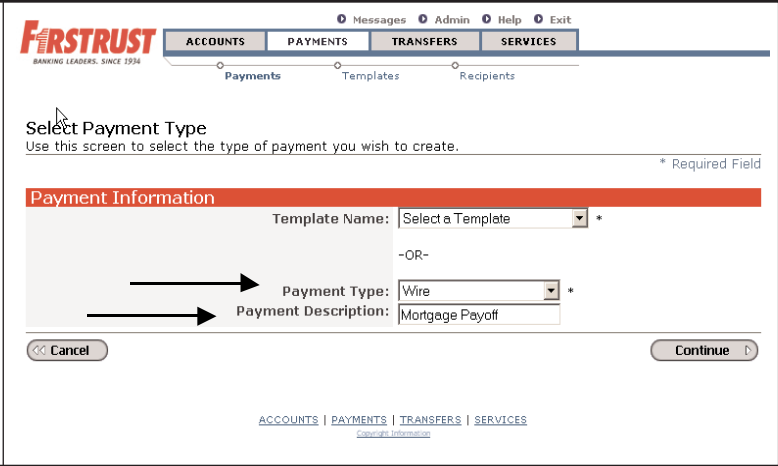 Messages Admin Help Exit
FIRSTRUST
BANKING LEADERS. SINCE 1934
ACCOUNTS PAYMENTS TRANSFERS SERVICES
Payments Templates Recipients
Select Payment Type
Use this screen to select the type of payment you wish to create.
* Required Field
Payment Information
Template Name: Select a Template *
-OR-
Payment Type: Wire *
Payment Description: Mortgage Payoff
Cancel Continue
ACCOUNTS | PAYMENTS | TRANSFERS | SERVICES
Copyright Information